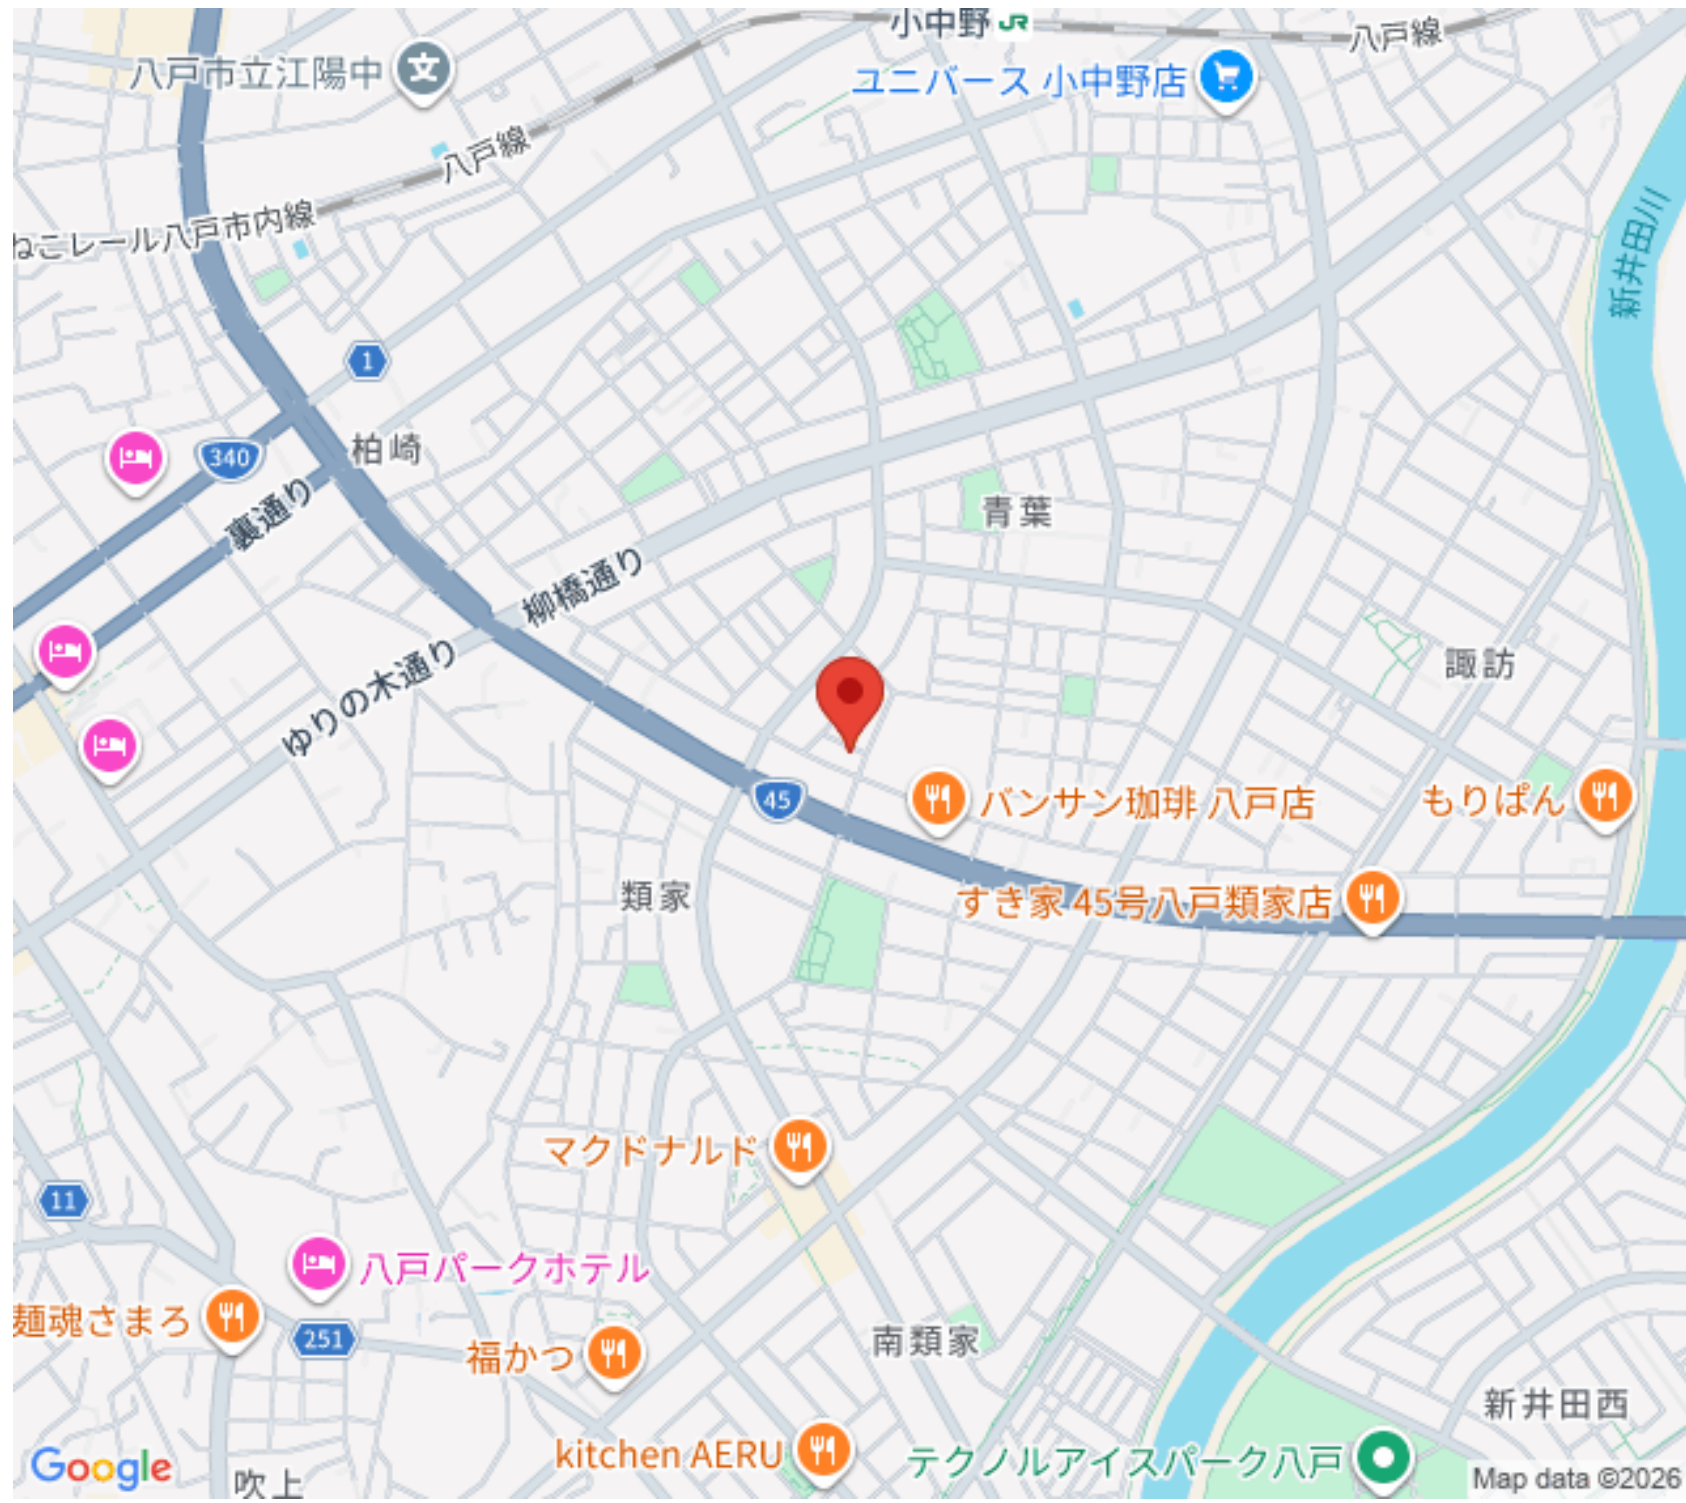 小中野 JR
八戸線
八戸市立江陽中
ユニバース 小中野店
八戸線
ねこレール八戸市内線
新井田川
1
柏崎
340
裏通り
青葉
柳橋通り
ゆりの木通り
諏訪
45
バンサン珈琲 八戸店
もりぱん
類家
すき家 45号八戸類家店
マクドナルド
11
八戸パークホテル
麺魂さまろ
251
福かつ
南類家
新井田西
kitchen AERU
テクノルアイスパーク八戸
Google
吹上
Map data ©2026